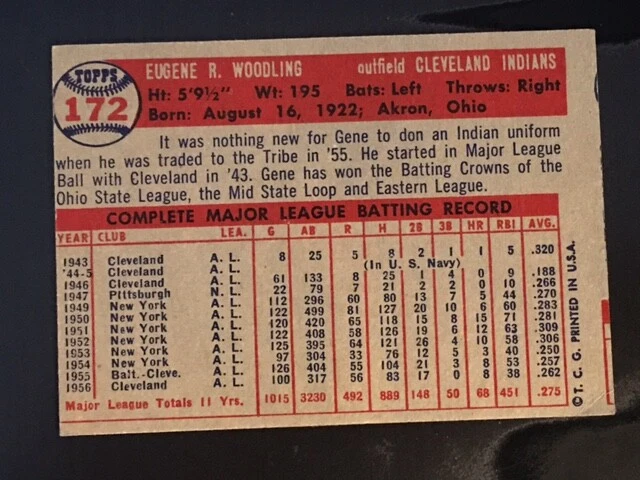 TOPPS
172
EUGENE R. WOODLING outfield CLEVELAND INDIANS
Ht: 5'9½" Wt: 195 Bats: Left Throws: Right
Born: August 16, 1922; Akron, Ohio
It was nothing new for Gene to don an Indian uniform
when he was traded to the Tribe in '55. He started in Major League
Ball with Cleveland in '43. Gene has won the Batting Crowns of the
Ohio State League, the Mid State Loop and Eastern League.
COMPLETE MAJOR LEAGUE BATTING RECORD
YEAR CLUB LEA. G AB R H 2B 3B HR RBI AVG.
1943 Cleveland A. L. 8 25 5 8 2 1 1 5 .320
'44-5 Cleveland A. L. (In U. S. Navy)
1946 Cleveland A. L. 61 133 8 25 1 4 0 9 .188
1947 Pittsburgh N. L. 22 79 7 21 2 2 0 10 .266
1949 New York A. L. 112 296 60 80 13 7 5 44 .270
1950 New York A. L. 122 449 81 127 20 10 6 60 .283
1951 New York A. L. 120 420 65 118 15 8 15 71 .281
1952 New York A. L. 122 408 58 126 19 6 12 63 .309
1953 New York A. L. 125 395 64 121 26 4 10 58 .306
1954 New York A. L. 97 304 33 76 12 5 3 40 .250
1955 Balt.-Cleve. A. L. 126 404 55 104 21 3 8 53 .257
1956 Cleveland A. L. 100 317 56 83 17 0 8 38 .262
Major League Totals 11 Yrs. 1015 3230 492 889 148 50 68 451 .275
© T. C. G. PRINTED IN U.S.A.